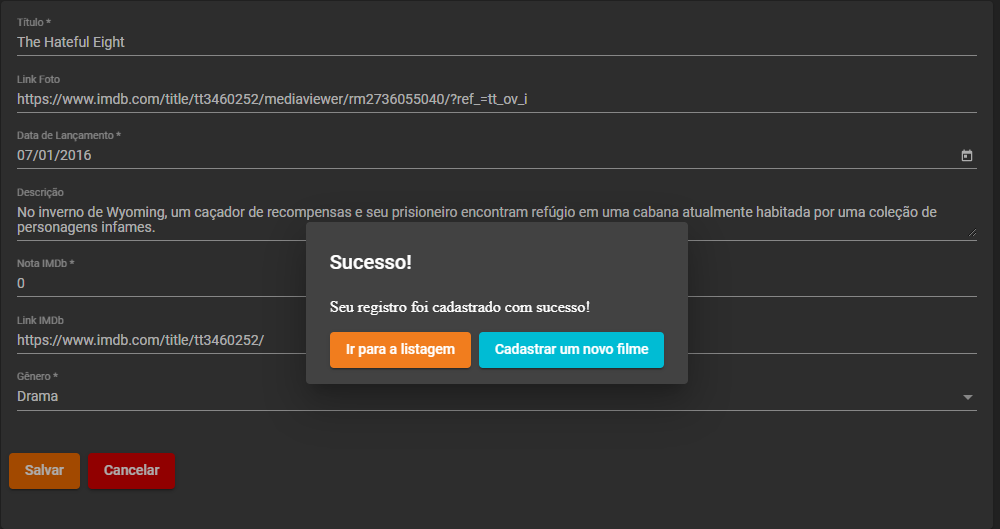 Título *
The Hateful Eight
Link Foto
https://www.imdb.com/title/tt3460252/mediaviewer/rm2736055040/?ref_=tt_ov_i
Data de Lançamento *
07/01/2016
Descrição
No inverno de Wyoming, um caçador de recompensas e seu prisioneiro encontram refúgio em uma cabana atualmente habitada por uma coleção de
personagens infames.
Nota IMDb *
0
Link IMDb
https://www.imdb.com/title/tt3460252/
Gênero *
Drama
Sucesso!
Seu registro foi cadastrado com sucesso!
Ir para a listagem
Cadastrar um novo filme
Salvar
Cancelar